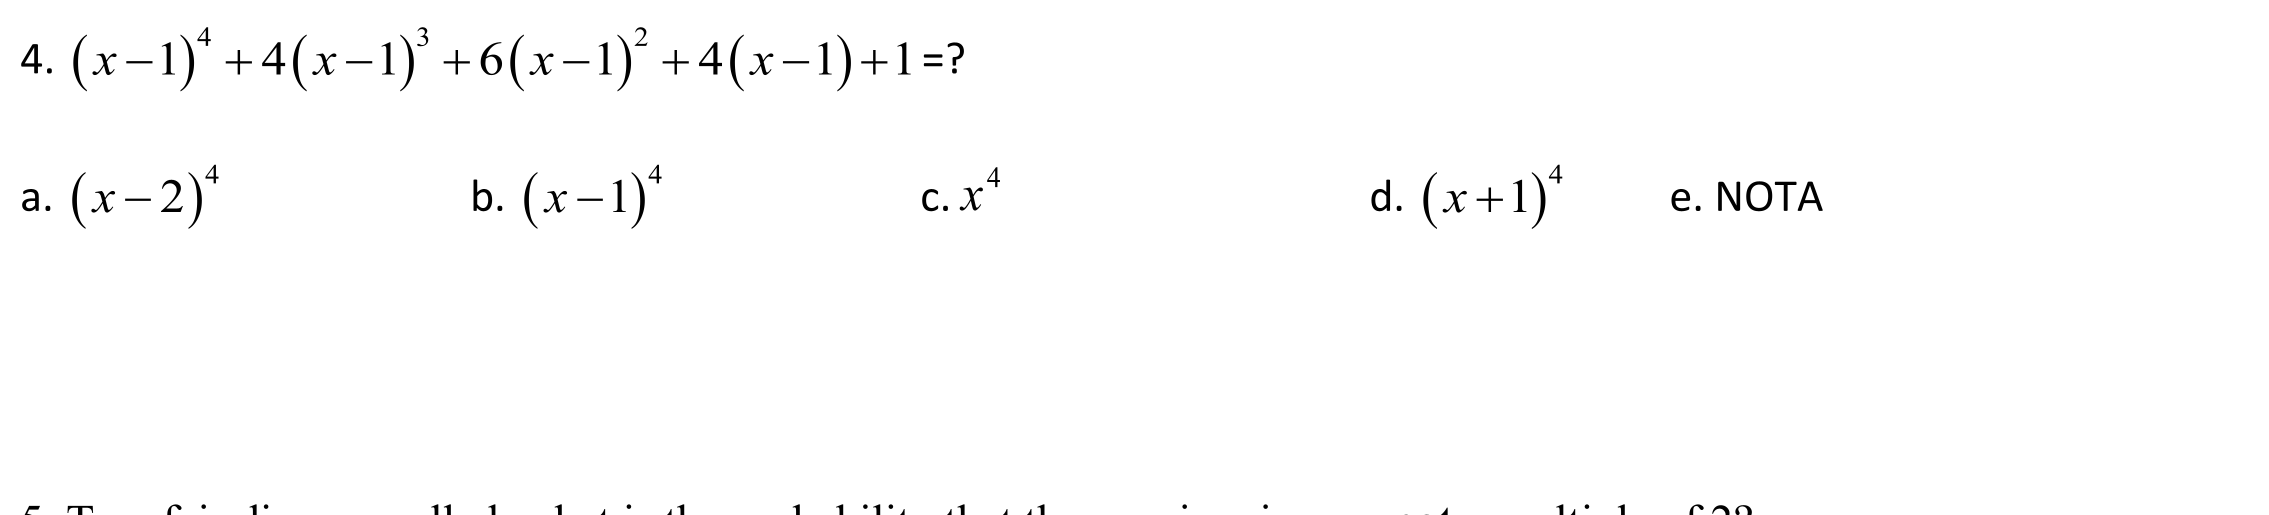 4. (x−1)⁴ +4(x−1)³ +6(x−1)² +4(x−1)+1=?
a. (x−2)⁴ b. (x−1)⁴ c. x⁴ d. (x+1)⁴ e. NOTA